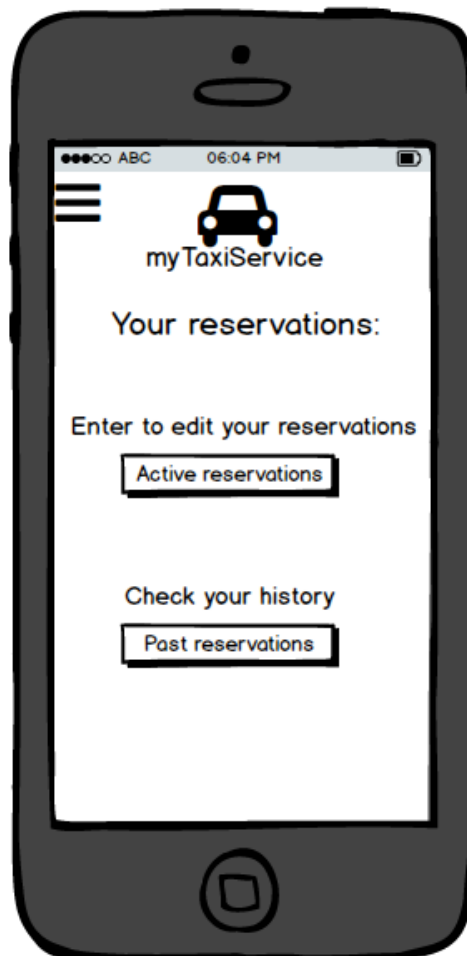 ABC 06:04 PM
myTaxiService
Your reservations:
Enter to edit your reservations
Active reservations
Check your history
Past reservations